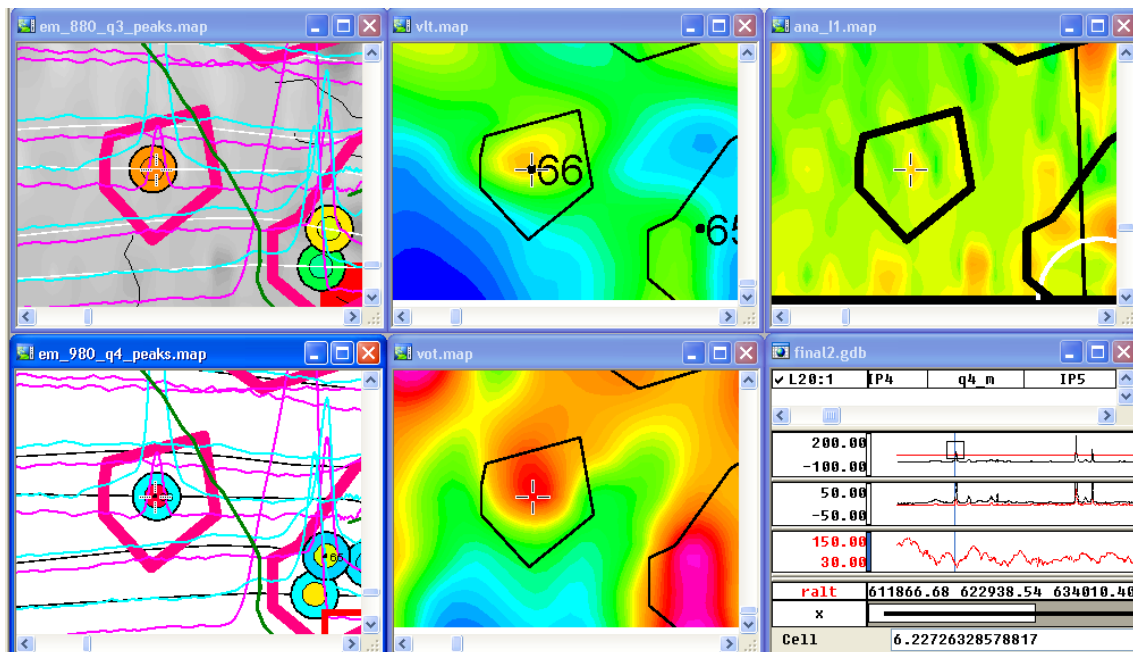 em_880_q3_peaks.map
vlt.map
ana_l1.map
66
65
em_980_q4_peaks.map
vot.map
final2.gdb
66
L20:1 IP4 q4_m IP5
200.00
-100.00
50.00
-50.00
150.00
30.00
ralt 611866.68 622938.54 634010.40
x
Cell 6.22726328578817